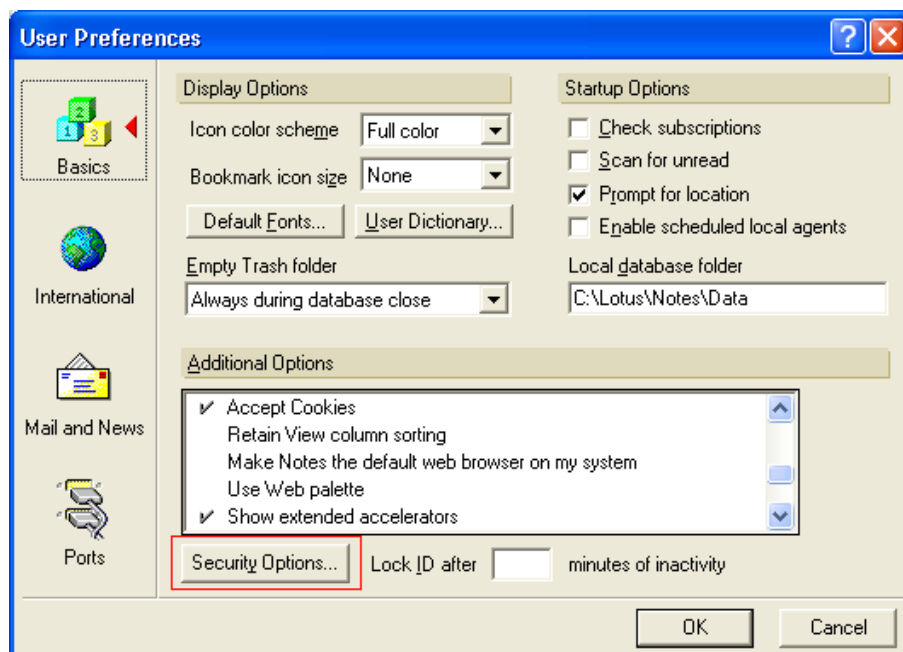 User Preferences
?
Basics
International
Mail and News
Ports
Display Options
Icon color scheme Full color
Bookmark icon size None
Default Fonts... User Dictionary...
Empty Trash folder
Always during database close
Startup Options
Check subscriptions
Scan for unread
Prompt for location
Enable scheduled local agents
Local database folder
C:\Lotus\Notes\Data
Additional Options
Accept Cookies
Retain View column sorting
Make Notes the default web browser on my system
Use Web palette
Show extended accelerators
Security Options... Lock ID after minutes of inactivity
OK Cancel